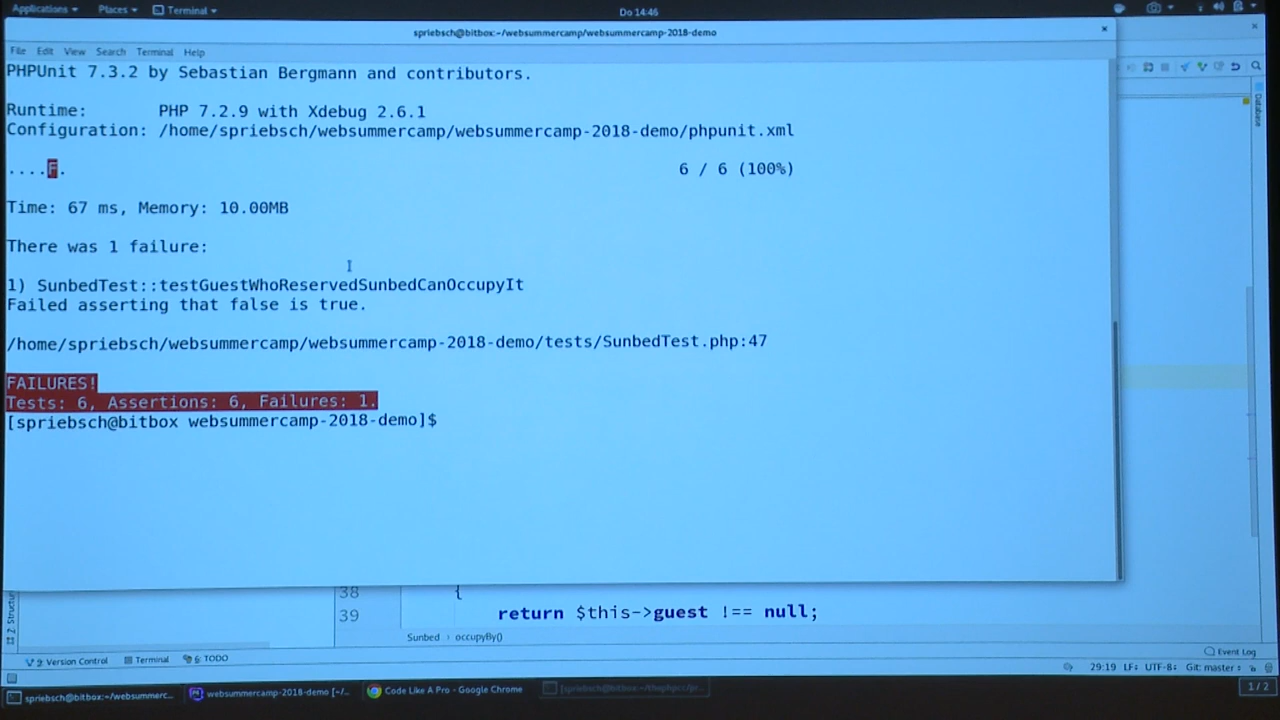 Applications Places Terminal Do 14:46
spriebsch@bitbox:~/websummercamp/websummercamp-2018-demo
File Edit View Search Terminal Help
PHPUnit 7.3.2 by Sebastian Bergmann and contributors.
Runtime: PHP 7.2.9 with Xdebug 2.6.1
Configuration: /home/spriebsch/websummercamp/websummercamp-2018-demo/phpunit.xml
....F. 6 / 6 (100%)
Time: 67 ms, Memory: 10.00MB
There was 1 failure:
1) SunbedTest::testGuestWhoReservedSunbedCanOccupyIt
Failed asserting that false is true.
/home/spriebsch/websummercamp/websummercamp-2018-demo/tests/SunbedTest.php:47
FAILURES!
Tests: 6, Assertions: 6, Failures: 1.
[spriebsch@bitbox websummercamp-2018-demo]$
Database
38 {
39 return $this->guest !== null;
Sunbed › occupyBy()
Z: Structure
9: Version Control Terminal 6: TODO Event Log
29:19 LF: UTF-8: Git: master
spriebsch@bitbox:~/websummerc... websummercamp-2018-demo [~/... Code Like A Pro - Google Chrome 1 / 2